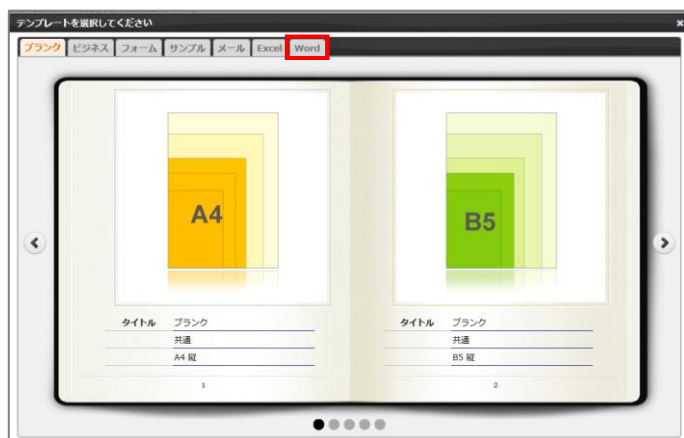 テンプレートを選択してください x
ブランク ビジネス フォーム サンプル メール Excel Word
A4
B5
タイトル ブランク
共通
A4 縦
1
タイトル ブランク
共通
B5 縦
2